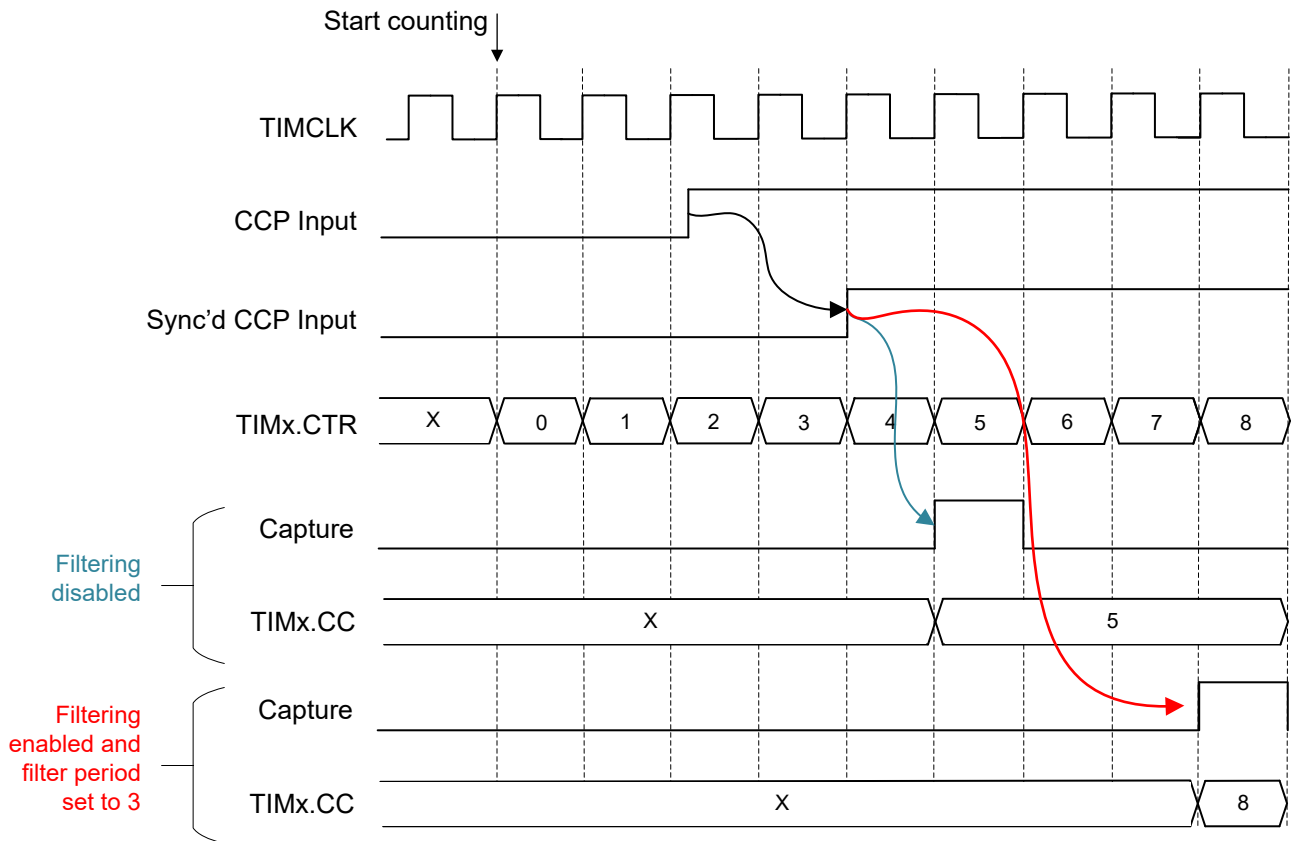 Start counting
TIMCLK
CCP Input
Sync'd CCP Input
TIMx.CTR
X 0 1 2 3 4 5 6 7 8
Filtering
disabled
Capture
TIMx.CC
X 5
Filtering
enabled and
filter period
set to 3
Capture
TIMx.CC
X 8